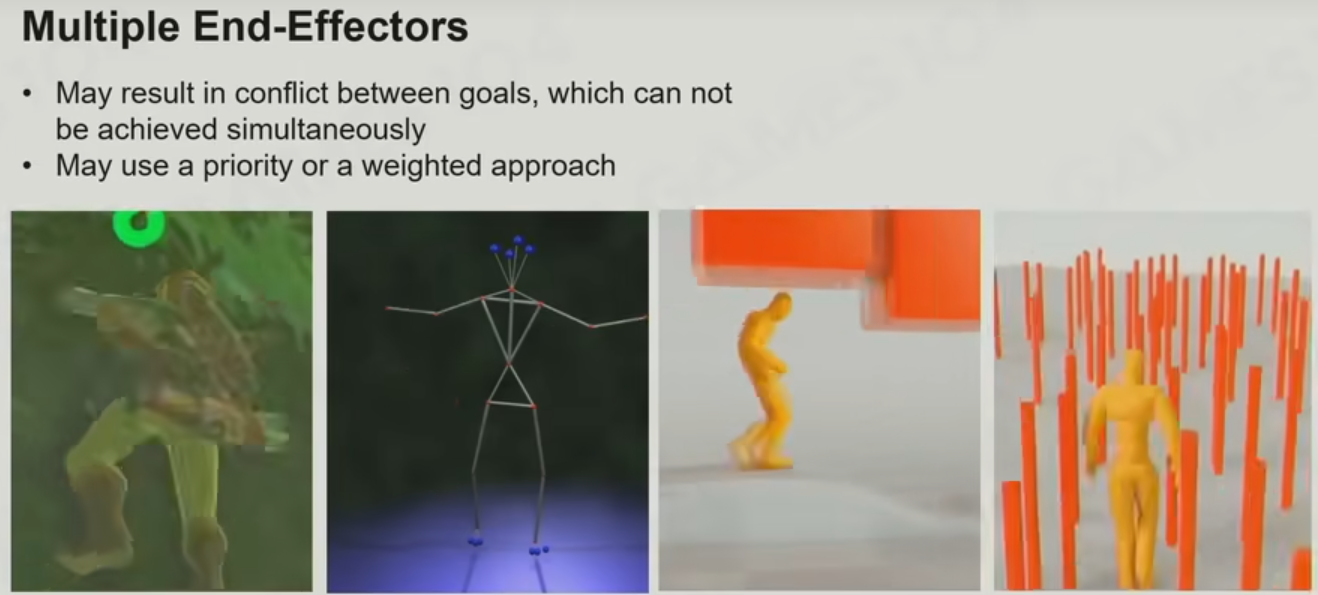 Multiple End-Effectors
• May result in conflict between goals, which can not
be achieved simultaneously
• May use a priority or a weighted approach